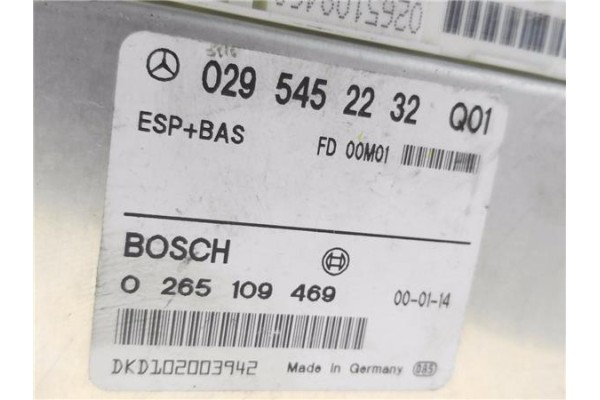 0265109469
029 545 22 32 Q01
ESP+BAS
FD 00M01
BOSCH
0 265 109 469
00-01-14
DKD102003942
Made in Germany